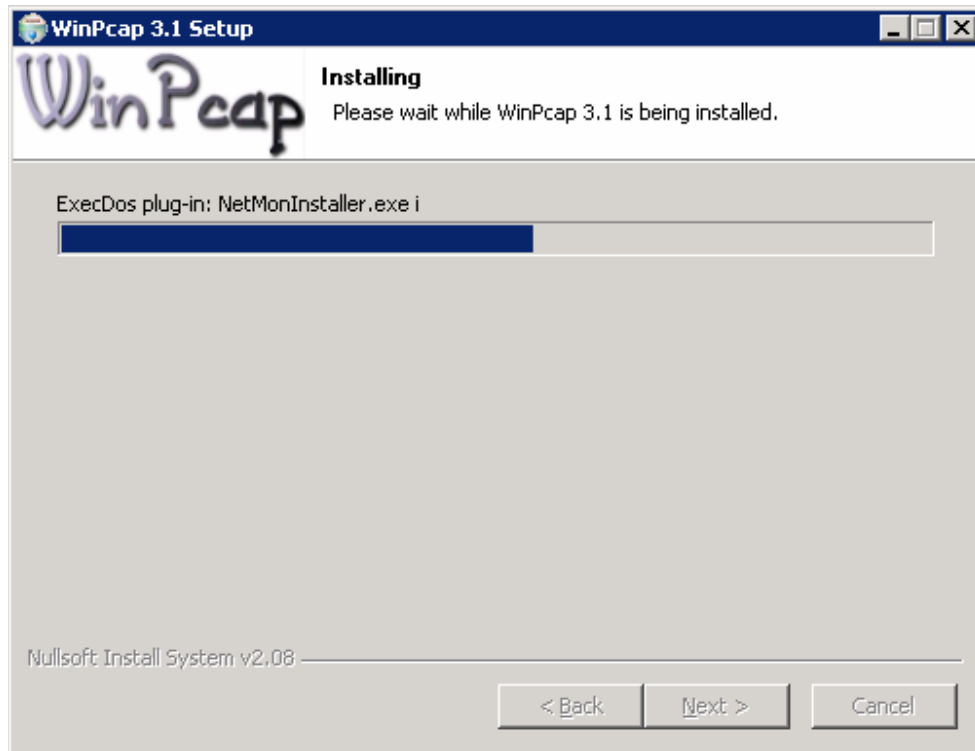 WinPcap 3.1 Setup
WinPcap
Installing
Please wait while WinPcap 3.1 is being installed.
ExecDos plug-in: NetMonInstaller.exe i
Nullsoft Install System v2.08
< Back
Next >
Cancel